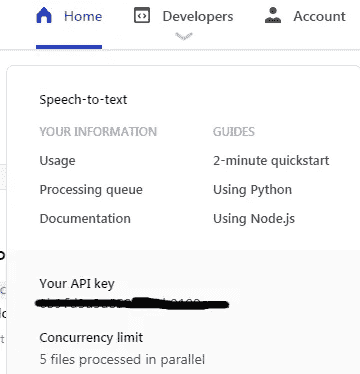 Home Developers Account
Speech-to-text
YOUR INFORMATION GUIDES
Usage 2-minute quickstart
Processing queue Using Python
Documentation Using Node.js
Your API key
Concurrency limit
5 files processed in parallel